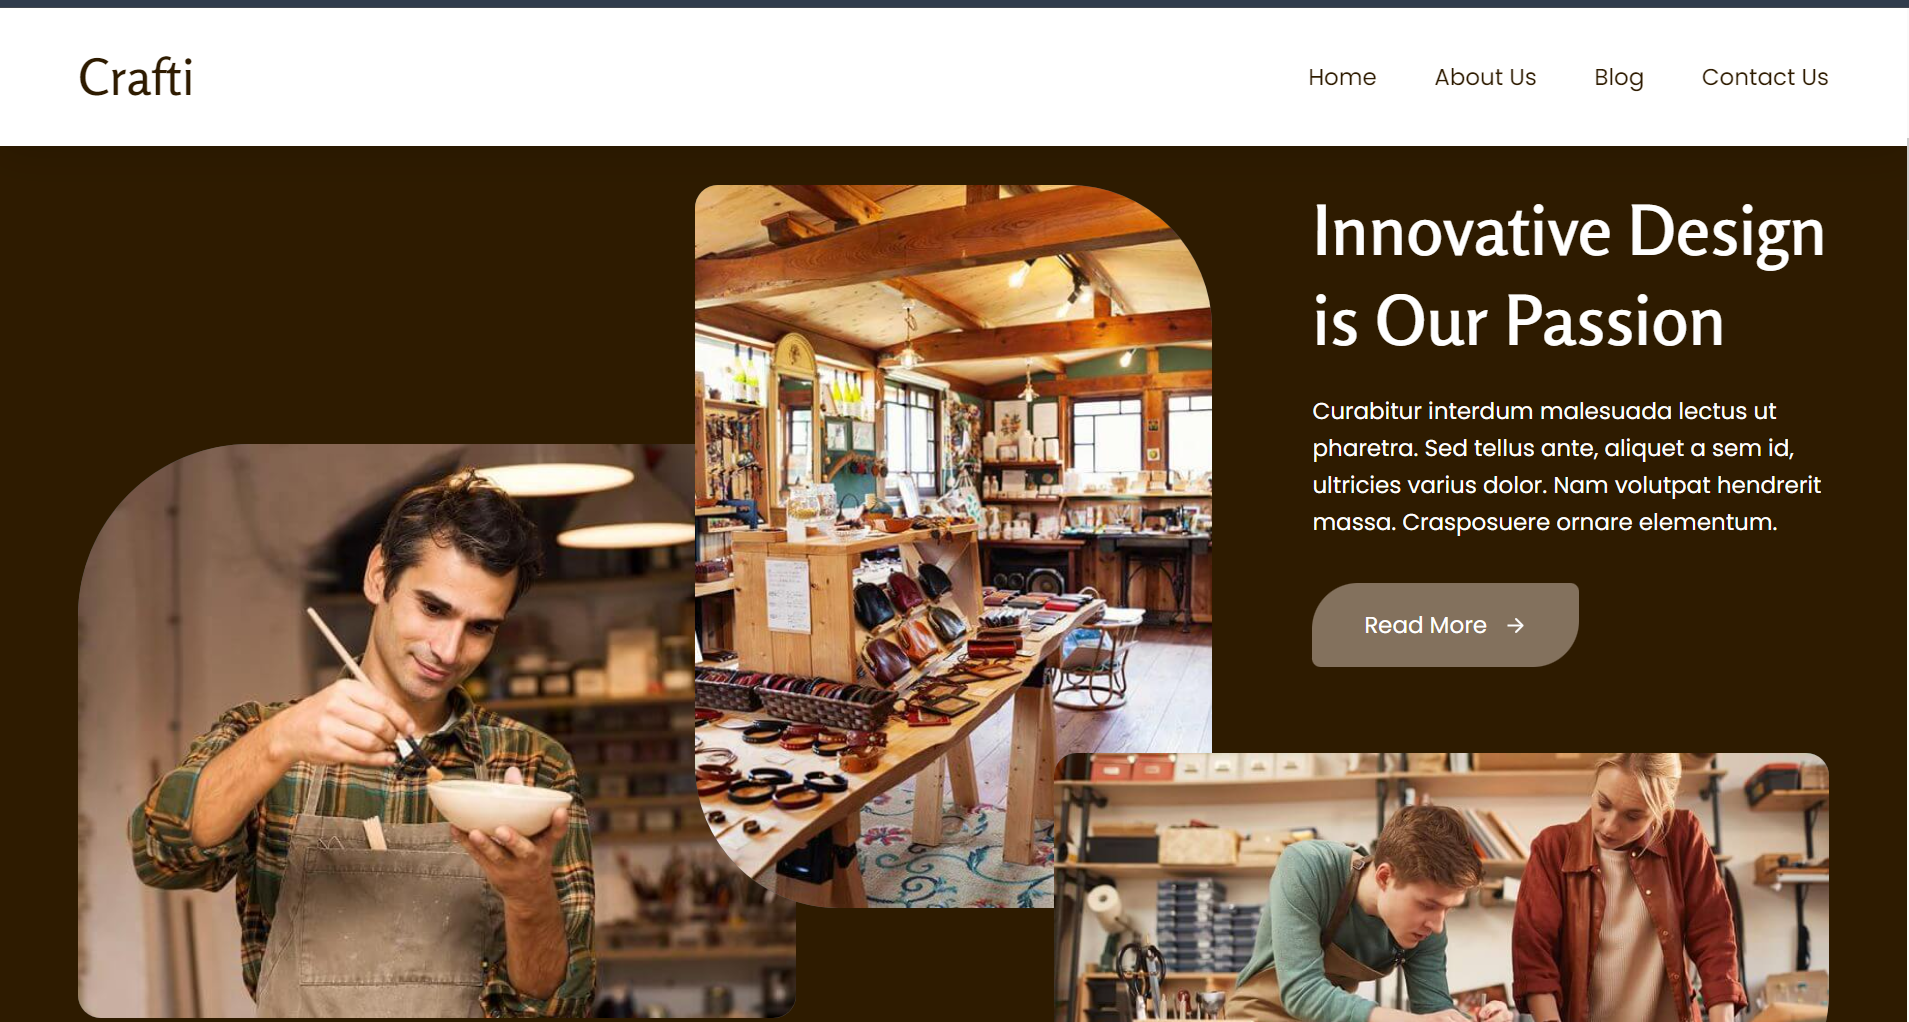 Crafti
Home
About Us
Blog
Contact Us
Innovative Design
is Our Passion
Curabitur interdum malesuada lectus ut
pharetra. Sed tellus ante, aliquet a sem id,
ultricies varius dolor. Nam volutpat hendrerit
massa. Crasposuere ornare elementum.
Read More →